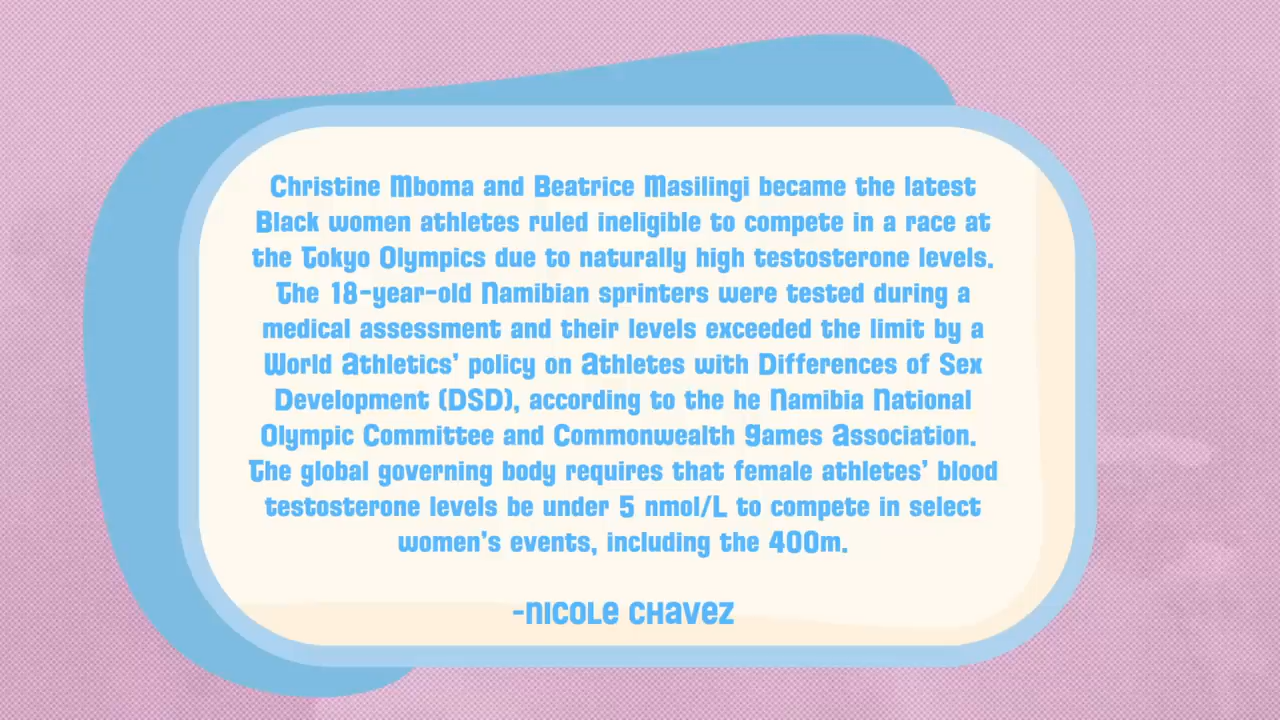 Christine Mboma and Beatrice Masilingi became the latest
Black women athletes ruled ineligible to compete in a race at
the Tokyo Olympics due to naturally high testosterone levels.
The 18-year-old Namibian sprinters were tested during a
medical assessment and their levels exceeded the limit by a
World Athletics’ policy on Athletes with Differences of Sex
Development (DSD), according to the he Namibia National
Olympic Committee and Commonwealth Games Association.
The global governing body requires that female athletes’ blood
testosterone levels be under 5 nmol/L to compete in select
women’s events, including the 400m.
-Nicole Chavez